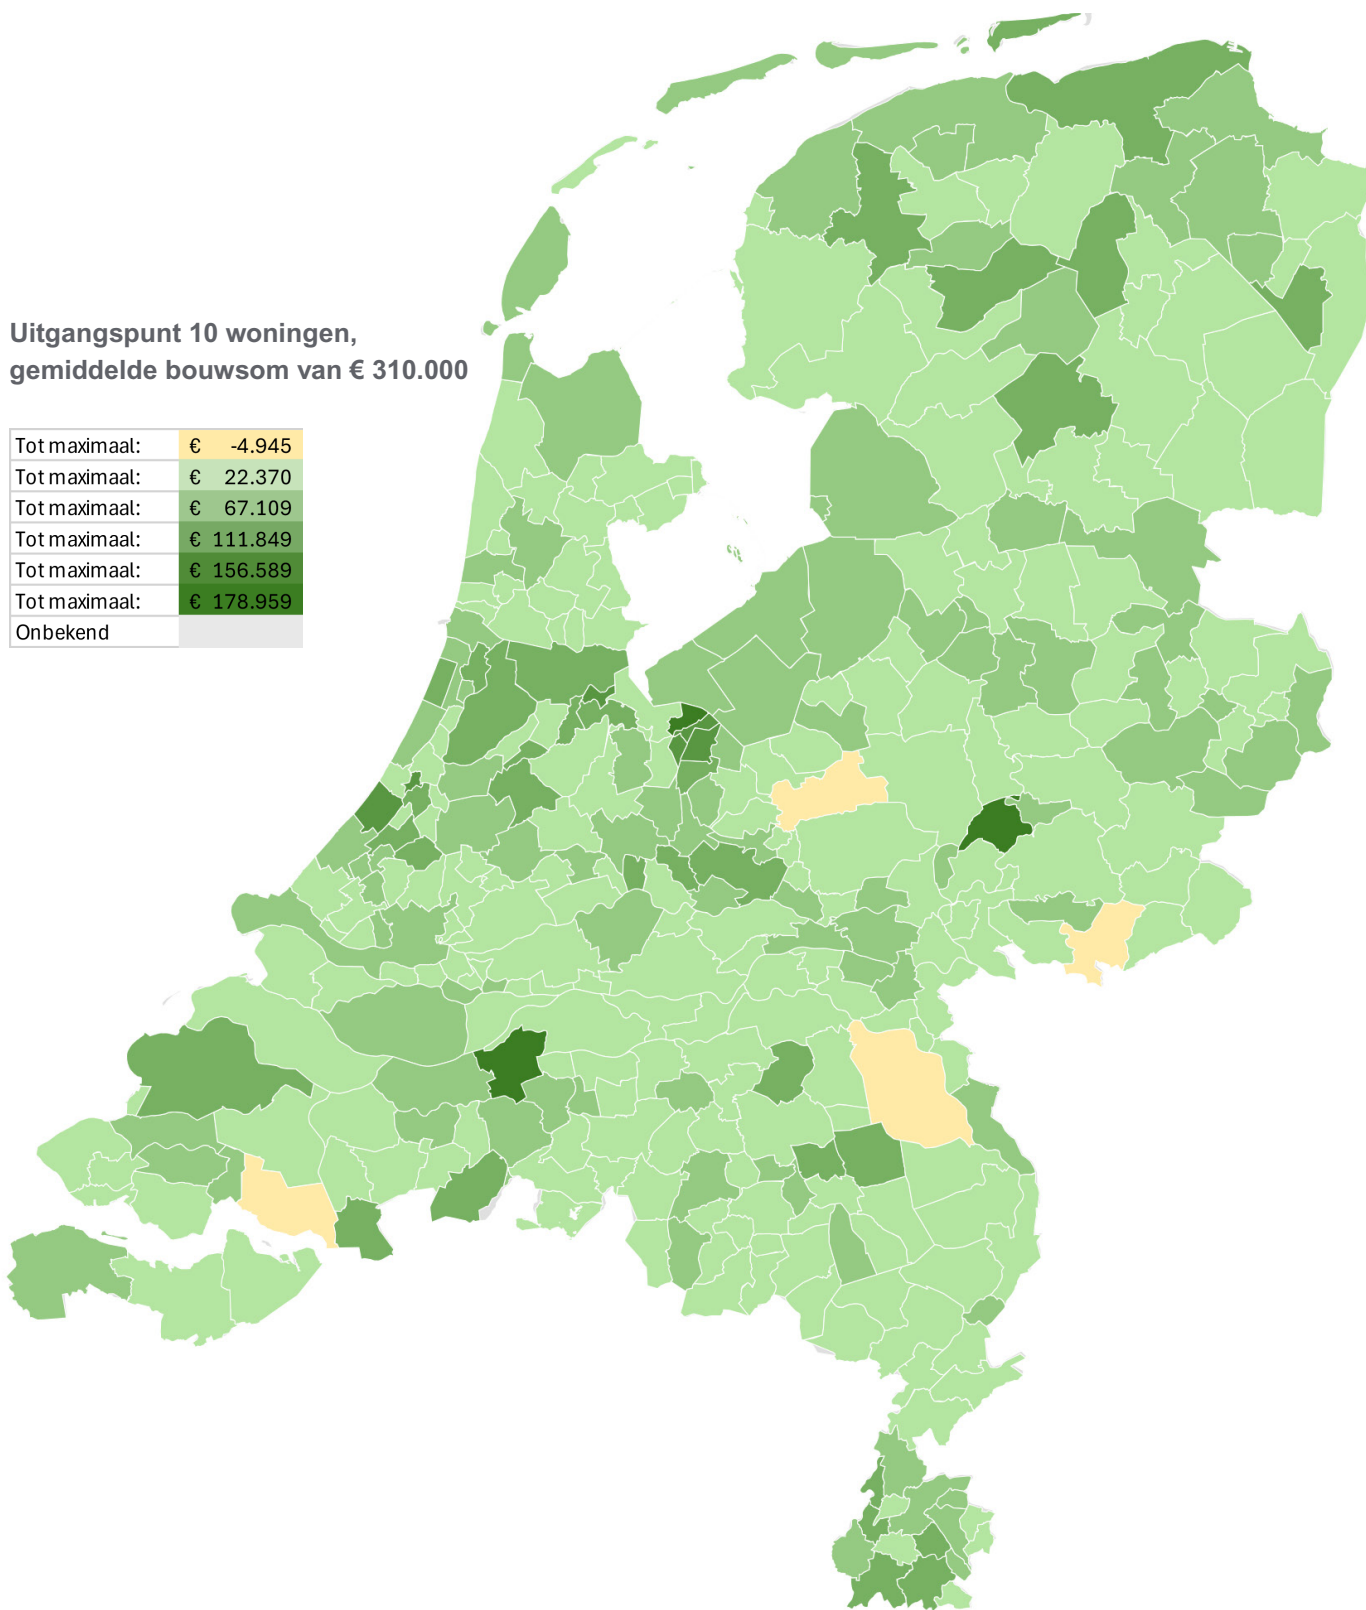 Uitgangspunt 10 woningen,
gemiddelde bouwsom van € 310.000
Tot maximaal: € -4.945
Tot maximaal: € 22.370
Tot maximaal: € 67.109
Tot maximaal: € 111.849
Tot maximaal: € 156.589
Tot maximaal: € 178.959
Onbekend